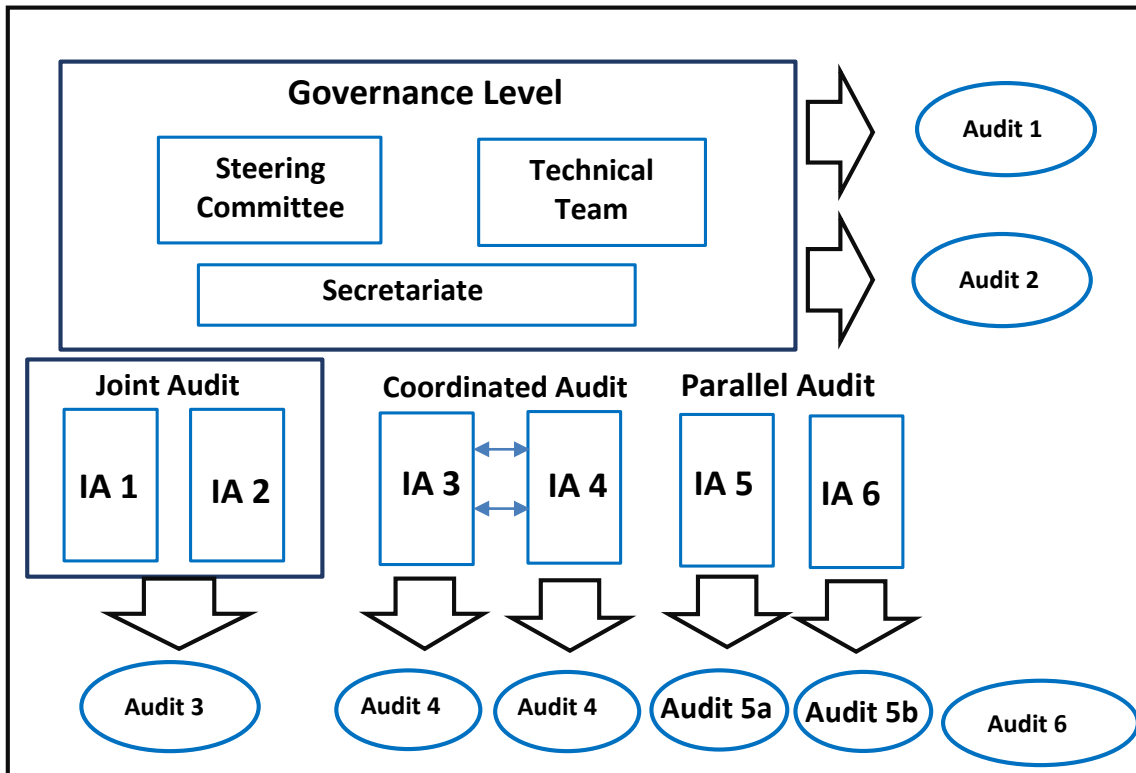 Governance Level
Steering
Committee
Technical
Team
Secretariate
Audit 1
Audit 2
Joint Audit
Coordinated Audit
Parallel Audit
IA 1
IA 2
IA 3
IA 4
IA 5
IA 6
Audit 3
Audit 4
Audit 4
Audit 5a
Audit 5b
Audit 6